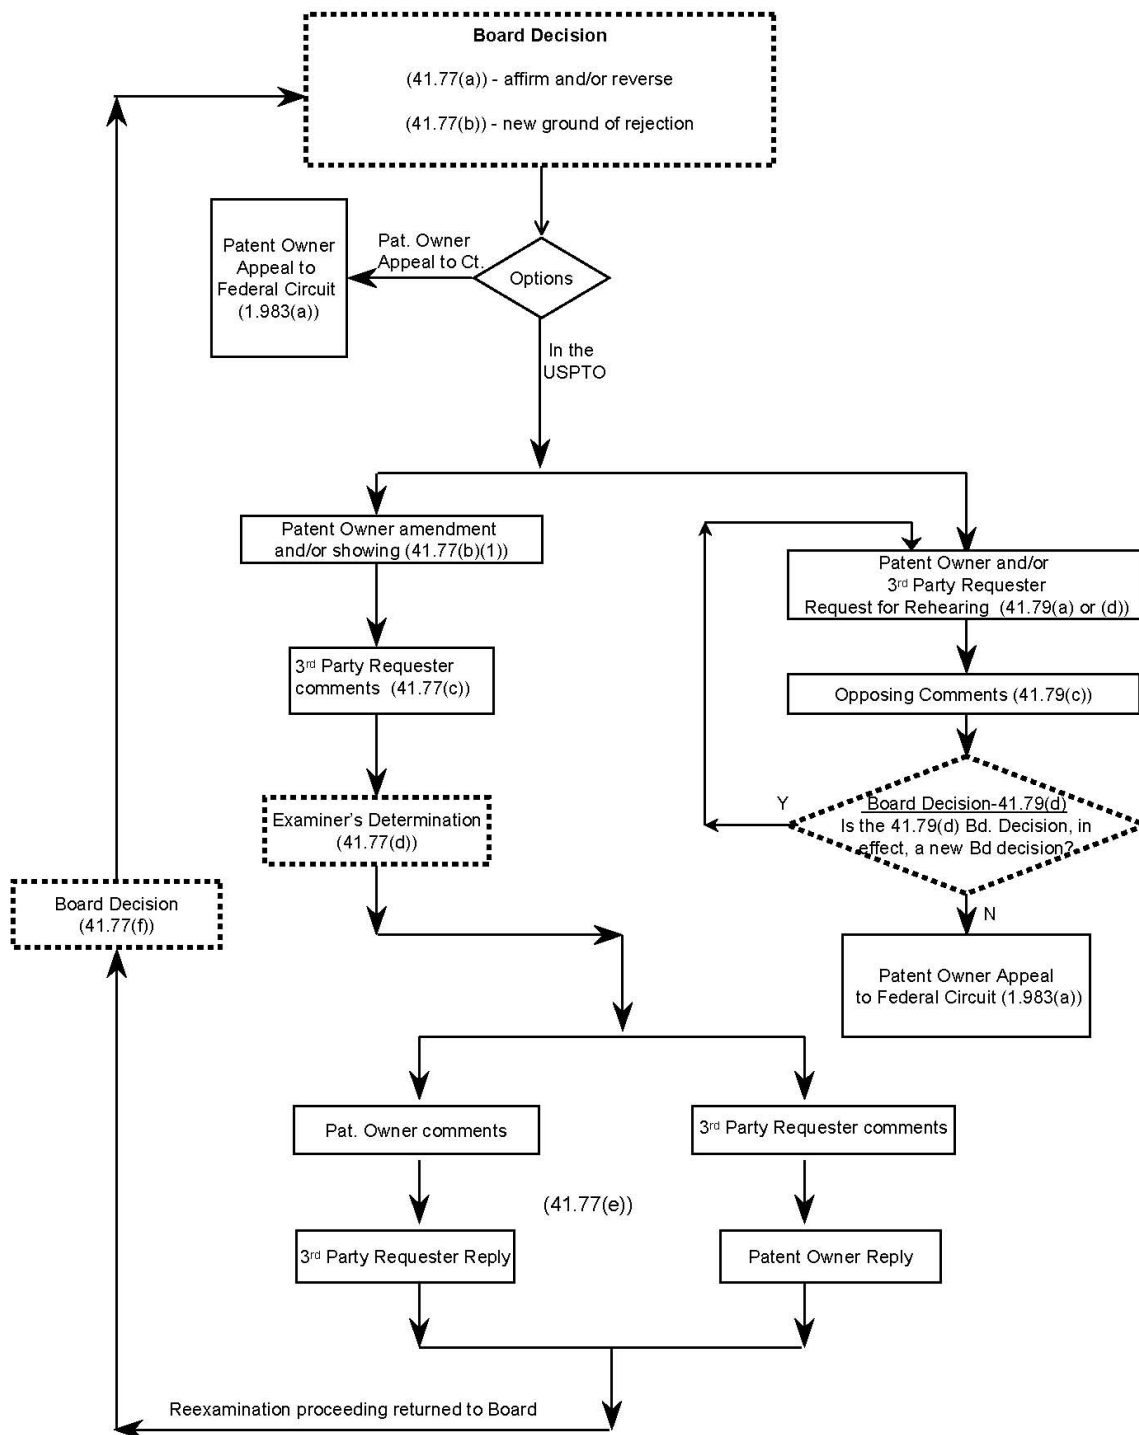 Board Decision
(41.77(a)) - affirm and/or reverse
(41.77(b)) - new ground of rejection
Patent Owner
Appeal to
Federal Circuit
(1.983(a))
Pat. Owner
Appeal to Ct.
Options
In the
USPTO
Patent Owner amendment
and/or showing (41.77(b)(1))
Patent Owner and/or
3rd Party Requester
Request for Rehearing (41.79(a) or (d))
3rd Party Requester
comments (41.77(c))
Opposing Comments (41.79(c))
Examiner's Determination
(41.77(d))
Y
Board Decision-41.79(d)
Is the 41.79(d) Bd. Decision, in
effect, a new Bd decision?
N
Board Decision
(41.77(f))
Patent Owner Appeal
to Federal Circuit (1.983(a))
Pat. Owner comments
3rd Party Requester comments
(41.77(e))
3rd Party Requester Reply
Patent Owner Reply
Reexamination proceeding returned to Board